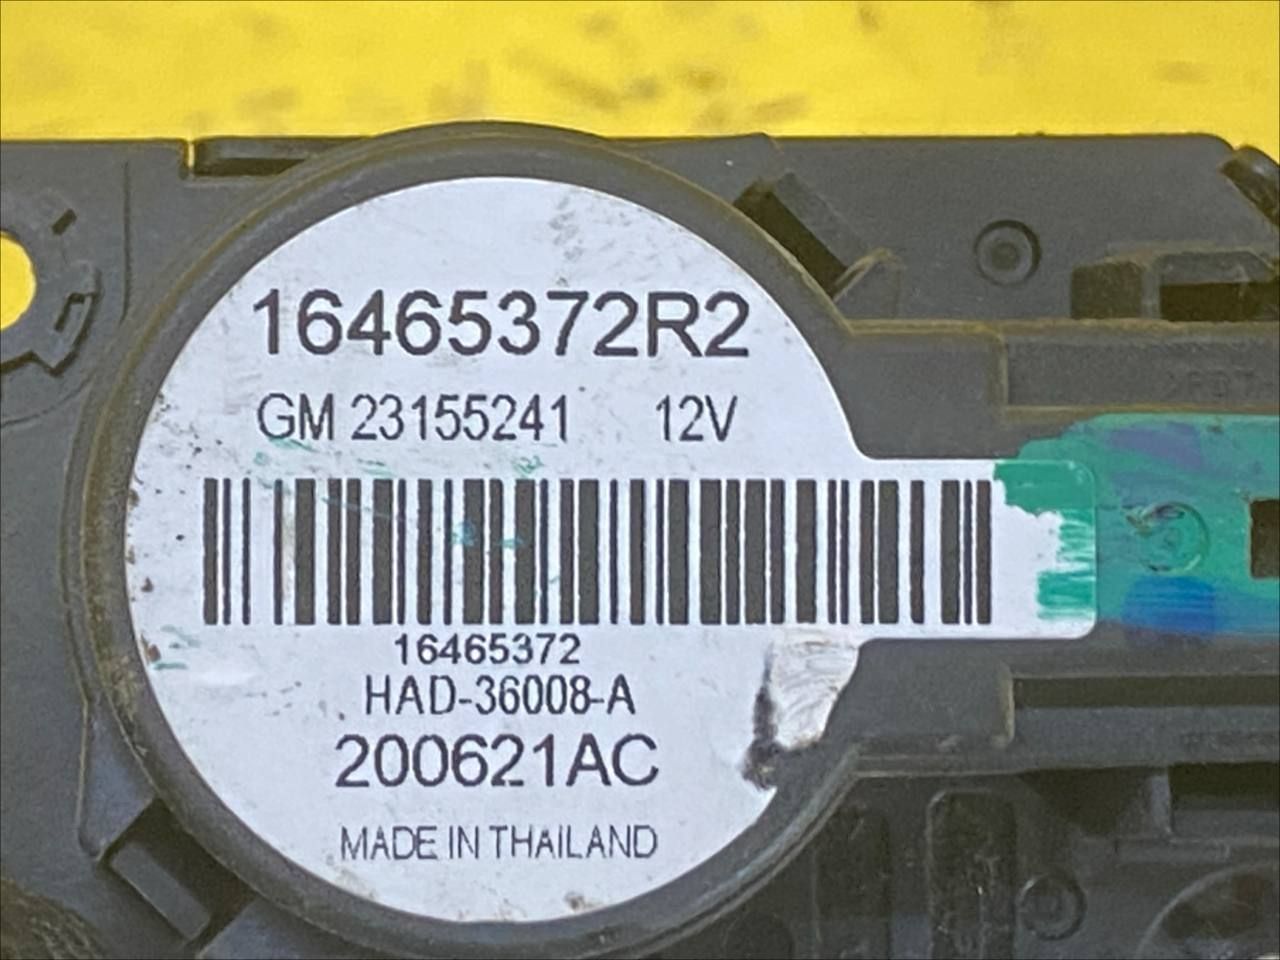 16465372R2
GM 23155241 12V
16465372
HAD-36008-A
200621AC
MADE IN THAILAND